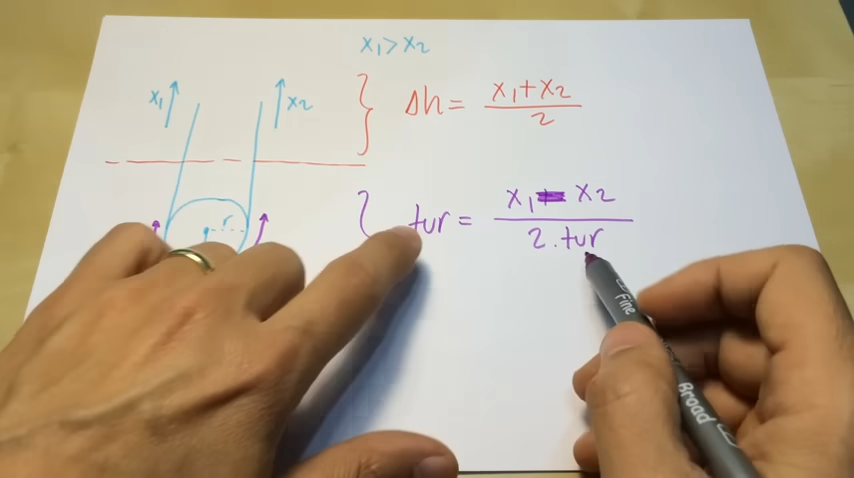 x₁ > x₂
x₁ x₂
Δh = x₁ + x₂ / 2
r
tur = x₁ - x₂ / 2.tur
Fine
Broad